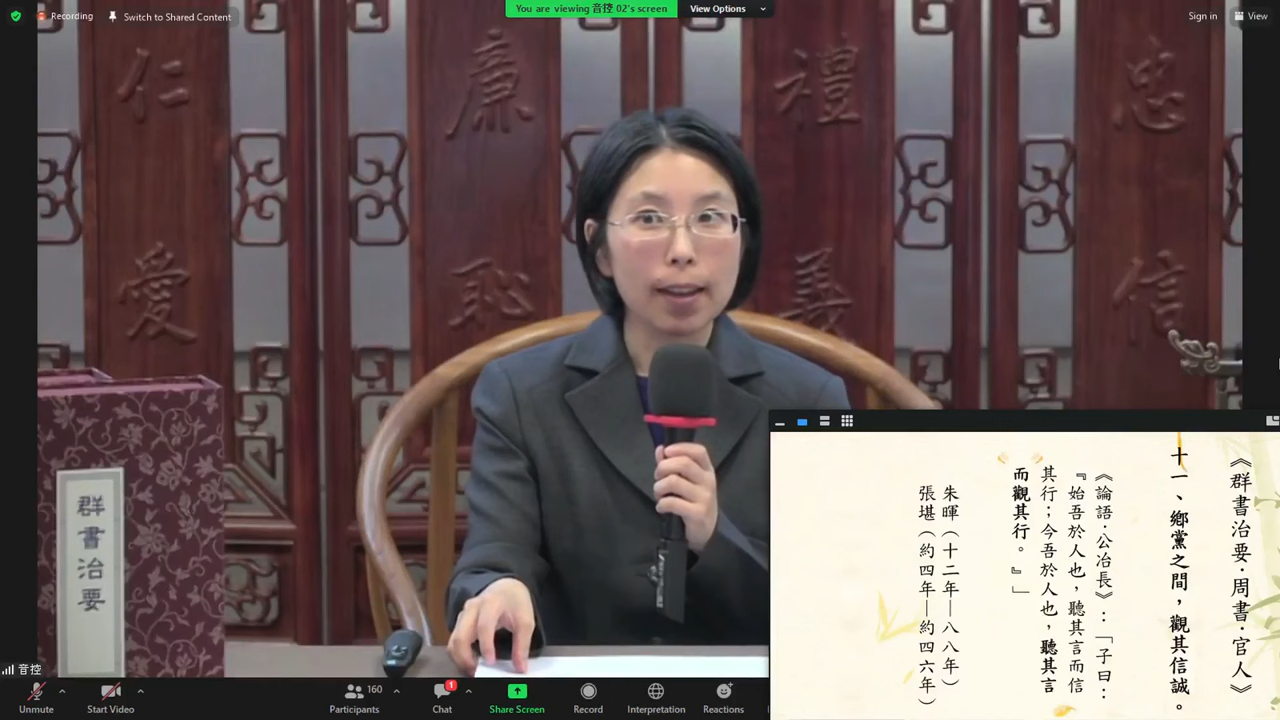 Recording
Switch to Shared Content
You are viewing 音控 02's screen
View Options
Sign in
View
忠信
禮義
廉恥
仁愛
群書治要
《群書治要·周書·官人》
十一、鄉黨之間，觀其信誠。
《論語·公冶長》：「子曰：
『始吾於人也，聽其言而信
其行；今吾於人也，聽其言
而觀其行。』」
朱暉（十二年—八八年）
張堪（約四年—約四六年）
音控
Unmute
Start Video
Participants
160
Chat
1
Share Screen
Record
Interpretation
Reactions